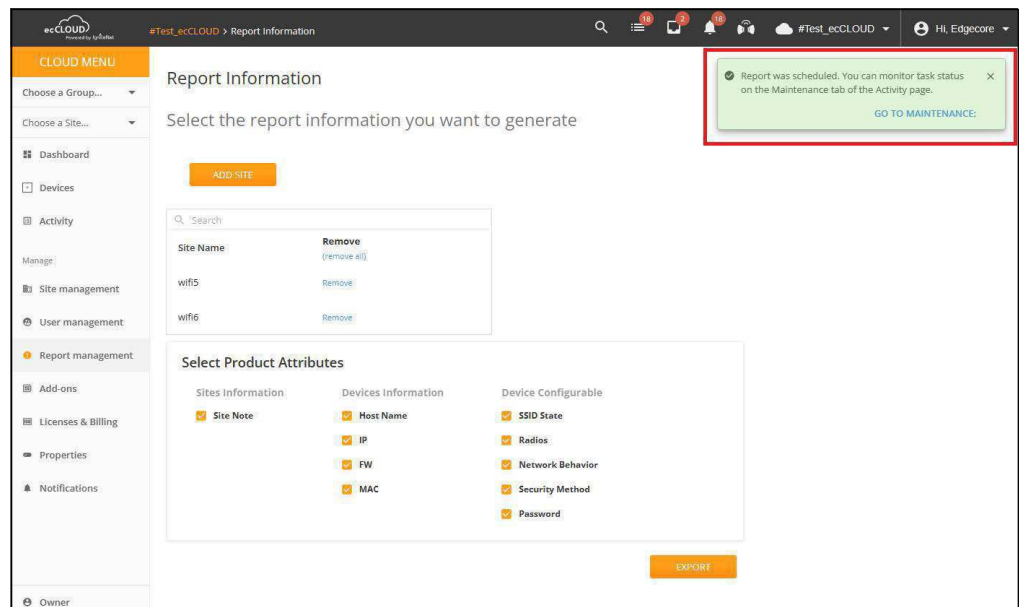 ecCLOUD
Powered by IgniteNet
#Test_ecCLOUD > Report Information
18
2
18
#Test_ecCLOUD
Hi, Edgecore
CLOUD MENU
Choose a Group...
Choose a Site...
Dashboard
Devices
Activity
Manage
Site management
User management
Report management
Add-ons
Licenses & Billing
Properties
Notifications
Owner
Report Information
Select the report information you want to generate
Report was scheduled. You can monitor task status
on the Maintenance tab of the Activity page.
GO TO MAINTENANCE:
ADD SITE
Search
Site Name
Remove
(remove all)
wifi5
Remove
wifi6
Remove
Select Product Attributes
Sites Information
Devices Information
Device Configurable
Site Note
Host Name
SSID State
IP
Radios
FW
Network Behavior
MAC
Security Method
Password
EXPORT